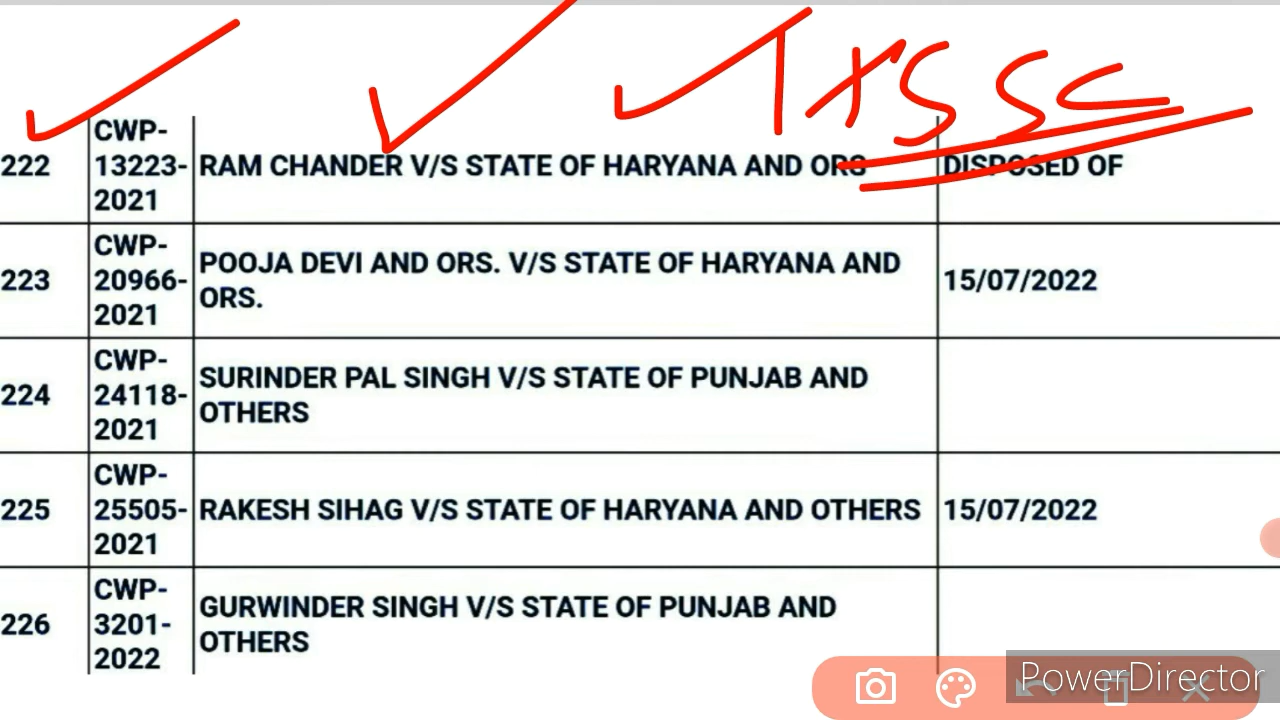 HSSC
CWP-
222 13223- RAM CHANDER V/S STATE OF HARYANA AND ORS DISPOSED OF
2021
CWP-
POOJA DEVI AND ORS. V/S STATE OF HARYANA AND
223 20966- 15/07/2022
ORS.
2021
CWP-
SURINDER PAL SINGH V/S STATE OF PUNJAB AND
224 24118-
OTHERS
2021
CWP-
225 25505- RAKESH SIHAG V/S STATE OF HARYANA AND OTHERS 15/07/2022
2021
CWP-
GURWINDER SINGH V/S STATE OF PUNJAB AND
226 3201-
OTHERS
2022
PowerDirector